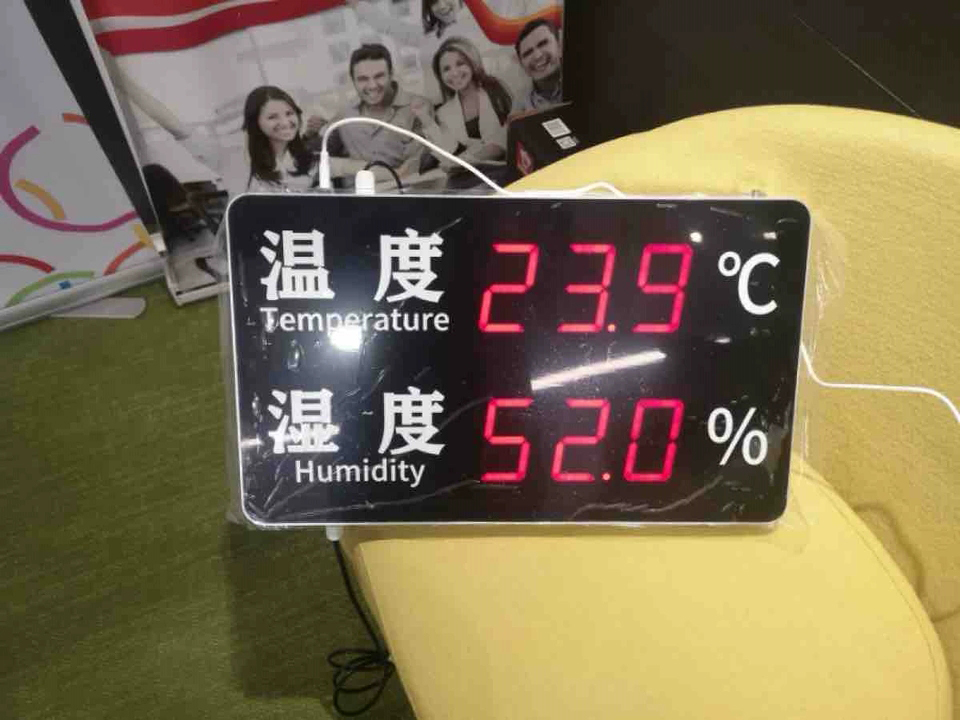 温度 23.9 ℃
Temperature
湿度 52.0 %
Humidity